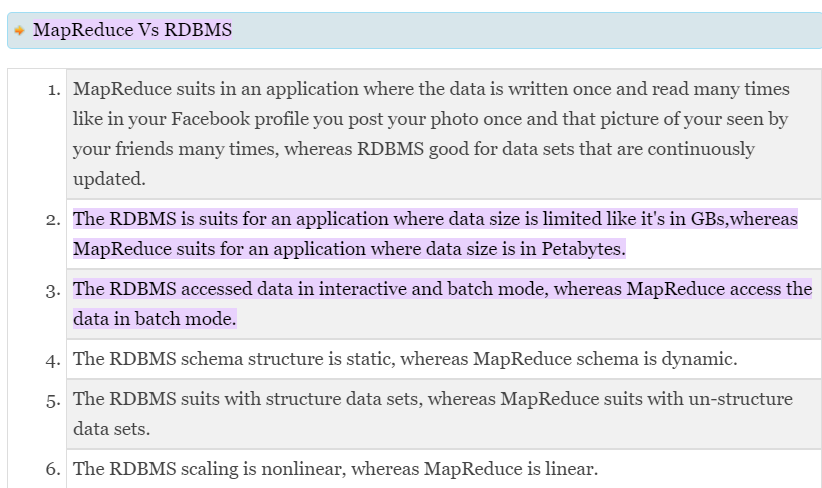 MapReduce Vs RDBMS
1. MapReduce suits in an application where the data is written once and read many times
like in your Facebook profile you post your photo once and that picture of your seen by
your friends many times, whereas RDBMS good for data sets that are continuously
updated.
2. The RDBMS is suits for an application where data size is limited like it's in GBs,whereas
MapReduce suits for an application where data size is in Petabytes.
3. The RDBMS accessed data in interactive and batch mode, whereas MapReduce access the
data in batch mode.
4. The RDBMS schema structure is static, whereas MapReduce schema is dynamic.
5. The RDBMS suits with structure data sets, whereas MapReduce suits with un-structure
data sets.
6. The RDBMS scaling is nonlinear, whereas MapReduce is linear.